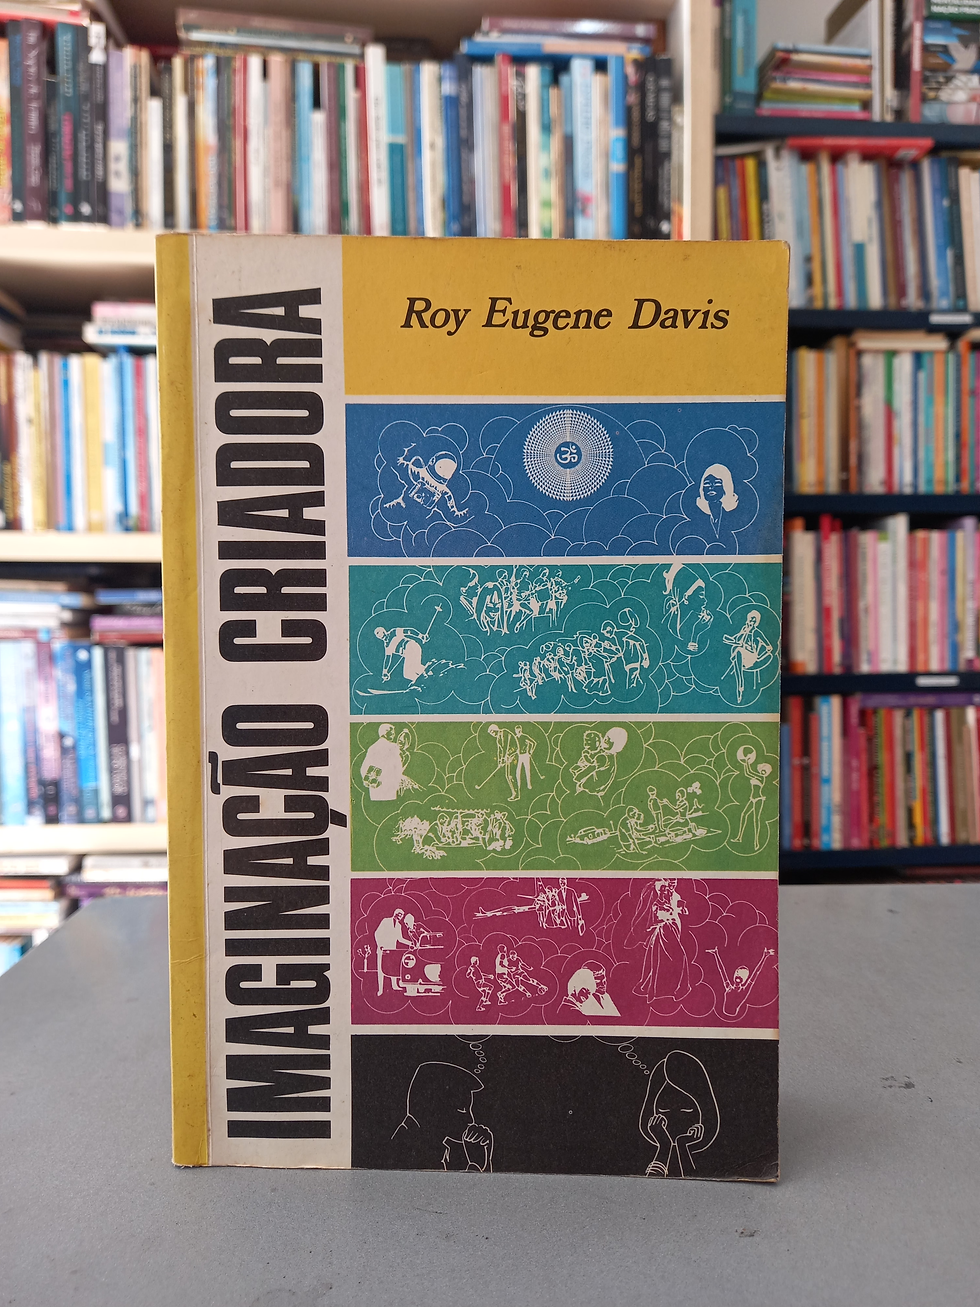 Roy Eugene Davis
IMAGINAÇÃO CRIADORA
ॐ